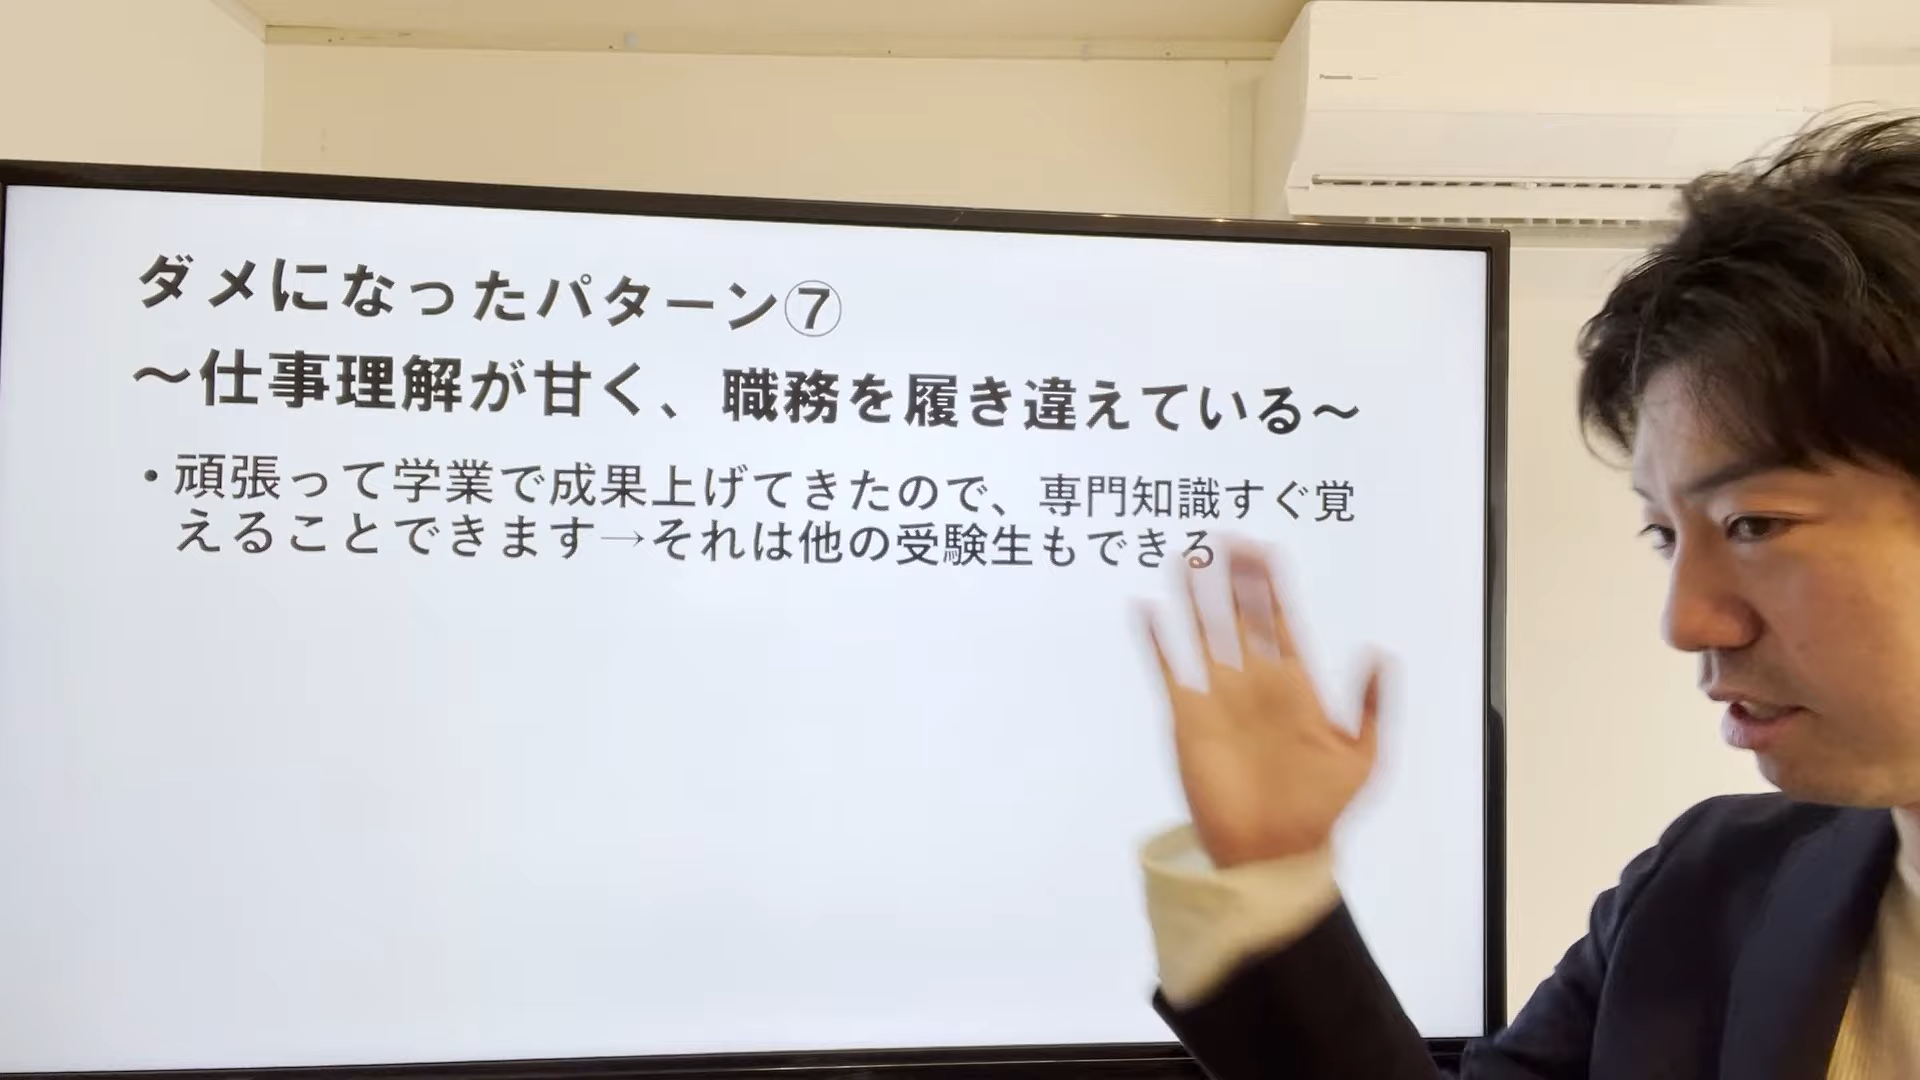 Panasonic
ダメになったパターン⑦
～仕事理解が甘く、職務を履き違えている～
・頑張って学業で成果上げてきたので、専門知識すぐ覚
えることできます→それは他の受験生もできる